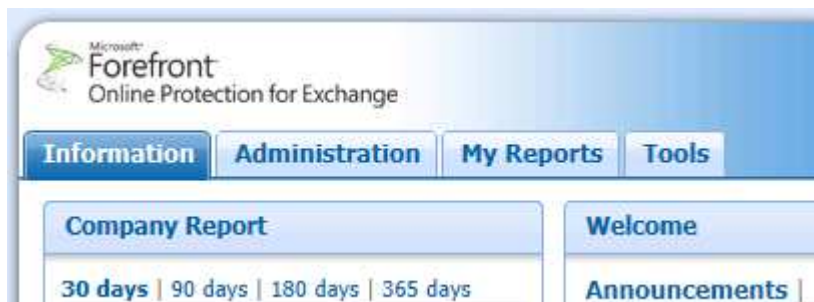 Microsoft®
Forefront™
Online Protection for Exchange
Information Administration My Reports Tools
Company Report
30 days | 90 days | 180 days | 365 days
Welcome
Announcements |